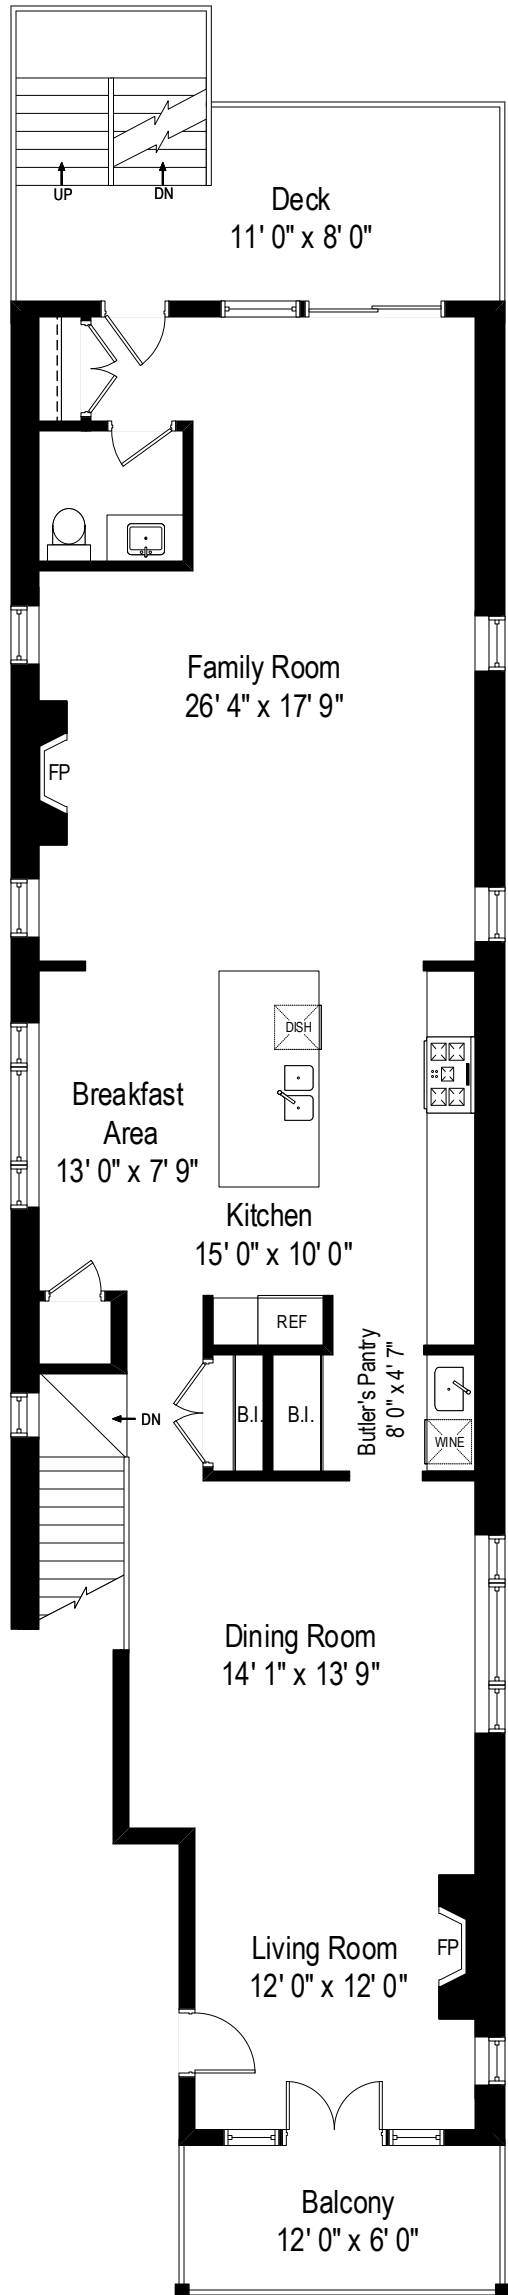 UP
DN
Deck
11' 0" x 8' 0"
Family Room
26' 4" x 17' 9"
FP
DISH
Breakfast
Area
13' 0" x 7' 9"
Kitchen
15' 0" x 10' 0"
REF
Butler's Pantry
8' 0" x 4' 7"
DN
B.I.
B.I.
WINE
Dining Room
14' 1" x 13' 9"
Living Room
12' 0" x 12' 0"
FP
Balcony
12' 0" x 6' 0"